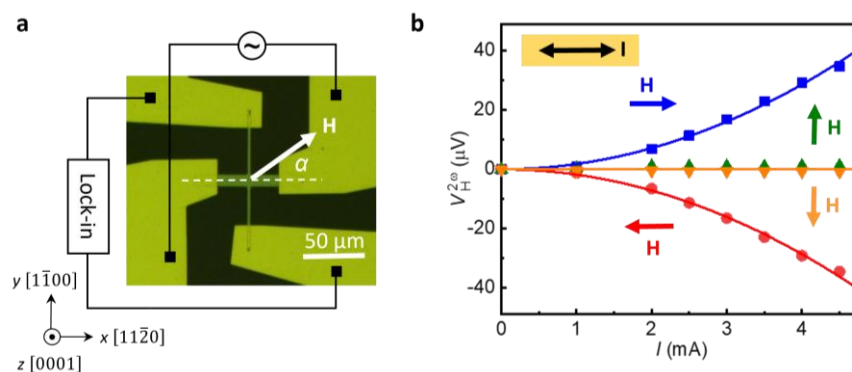 a
~
H
α
Lock-in
50 μm
y [11̅00]
x [112̅0]
z [0001]
b
V_H^{2ω} (μV)
40
20
0
-20
-40
I
H
H
H
H
0
1
2
3
4
I (mA)